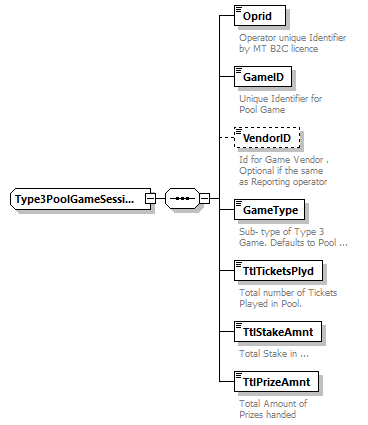 Oprid
Operator unique Identifier
by MT B2C licence
GameID
Unique Identifier for
Pool Game
VendorID
Id for Game Vendor .
Optional if the same
as Reporting operator
Type3PoolGameSessi...
GameType
Sub- type of Type 3
Game. Defaults to Pool ...
TtlTicketsPlyd
Total number of Tickets
Played in Pool.
TtlStakeAmnt
Total Stake in ...
TtlPrizeAmnt
Total Amount of
Prizes handed